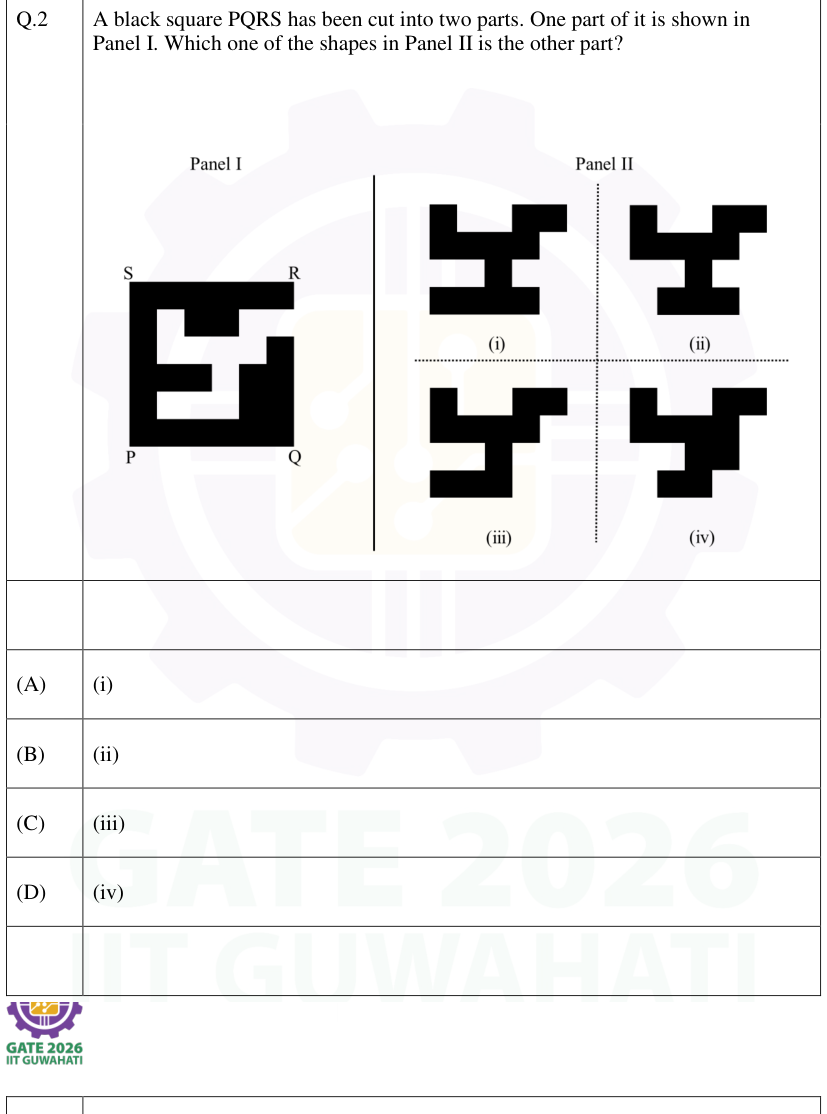 Q.2 A black square PQRS has been cut into two parts. One part of it is shown in
Panel I. Which one of the shapes in Panel II is the other part?
Panel I Panel II
S R
P Q
(i) (ii)
(iii) (iv)
(A) (i)
(B) (ii)
(C) (iii)
(D) (iv)
GATE 2026
IIT GUWAHATI
GATE 2026
IIT GUWAHATI